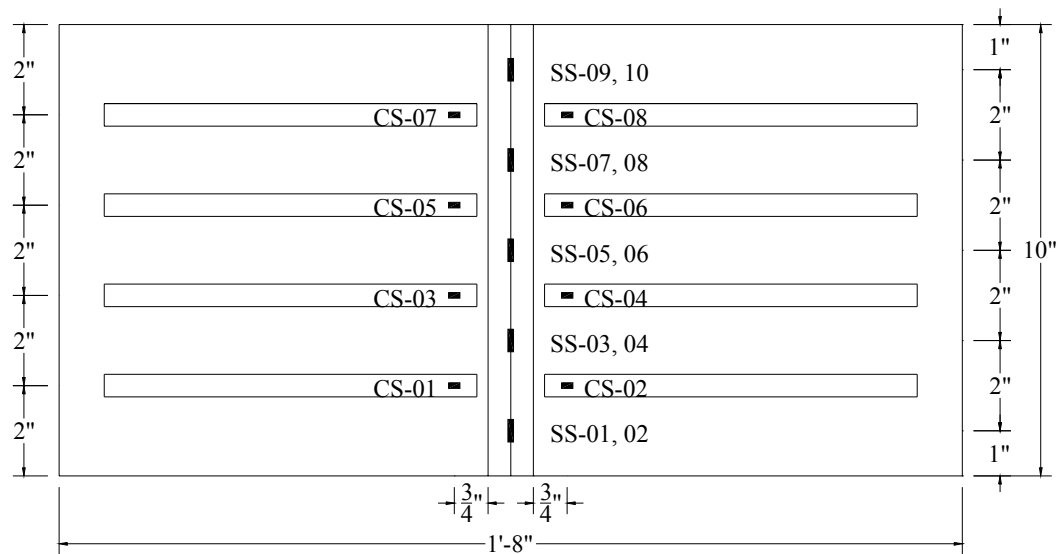 1"
2"
SS-09, 10
CS-07
CS-08
2"
2"
SS-07, 08
2"
CS-05
CS-06
2"
SS-05, 06
10"
2"
CS-03
CS-04
2"
2"
SS-03, 04
CS-01
CS-02
2"
2"
SS-01, 02
1"
3/4"
3/4"
1'-8"